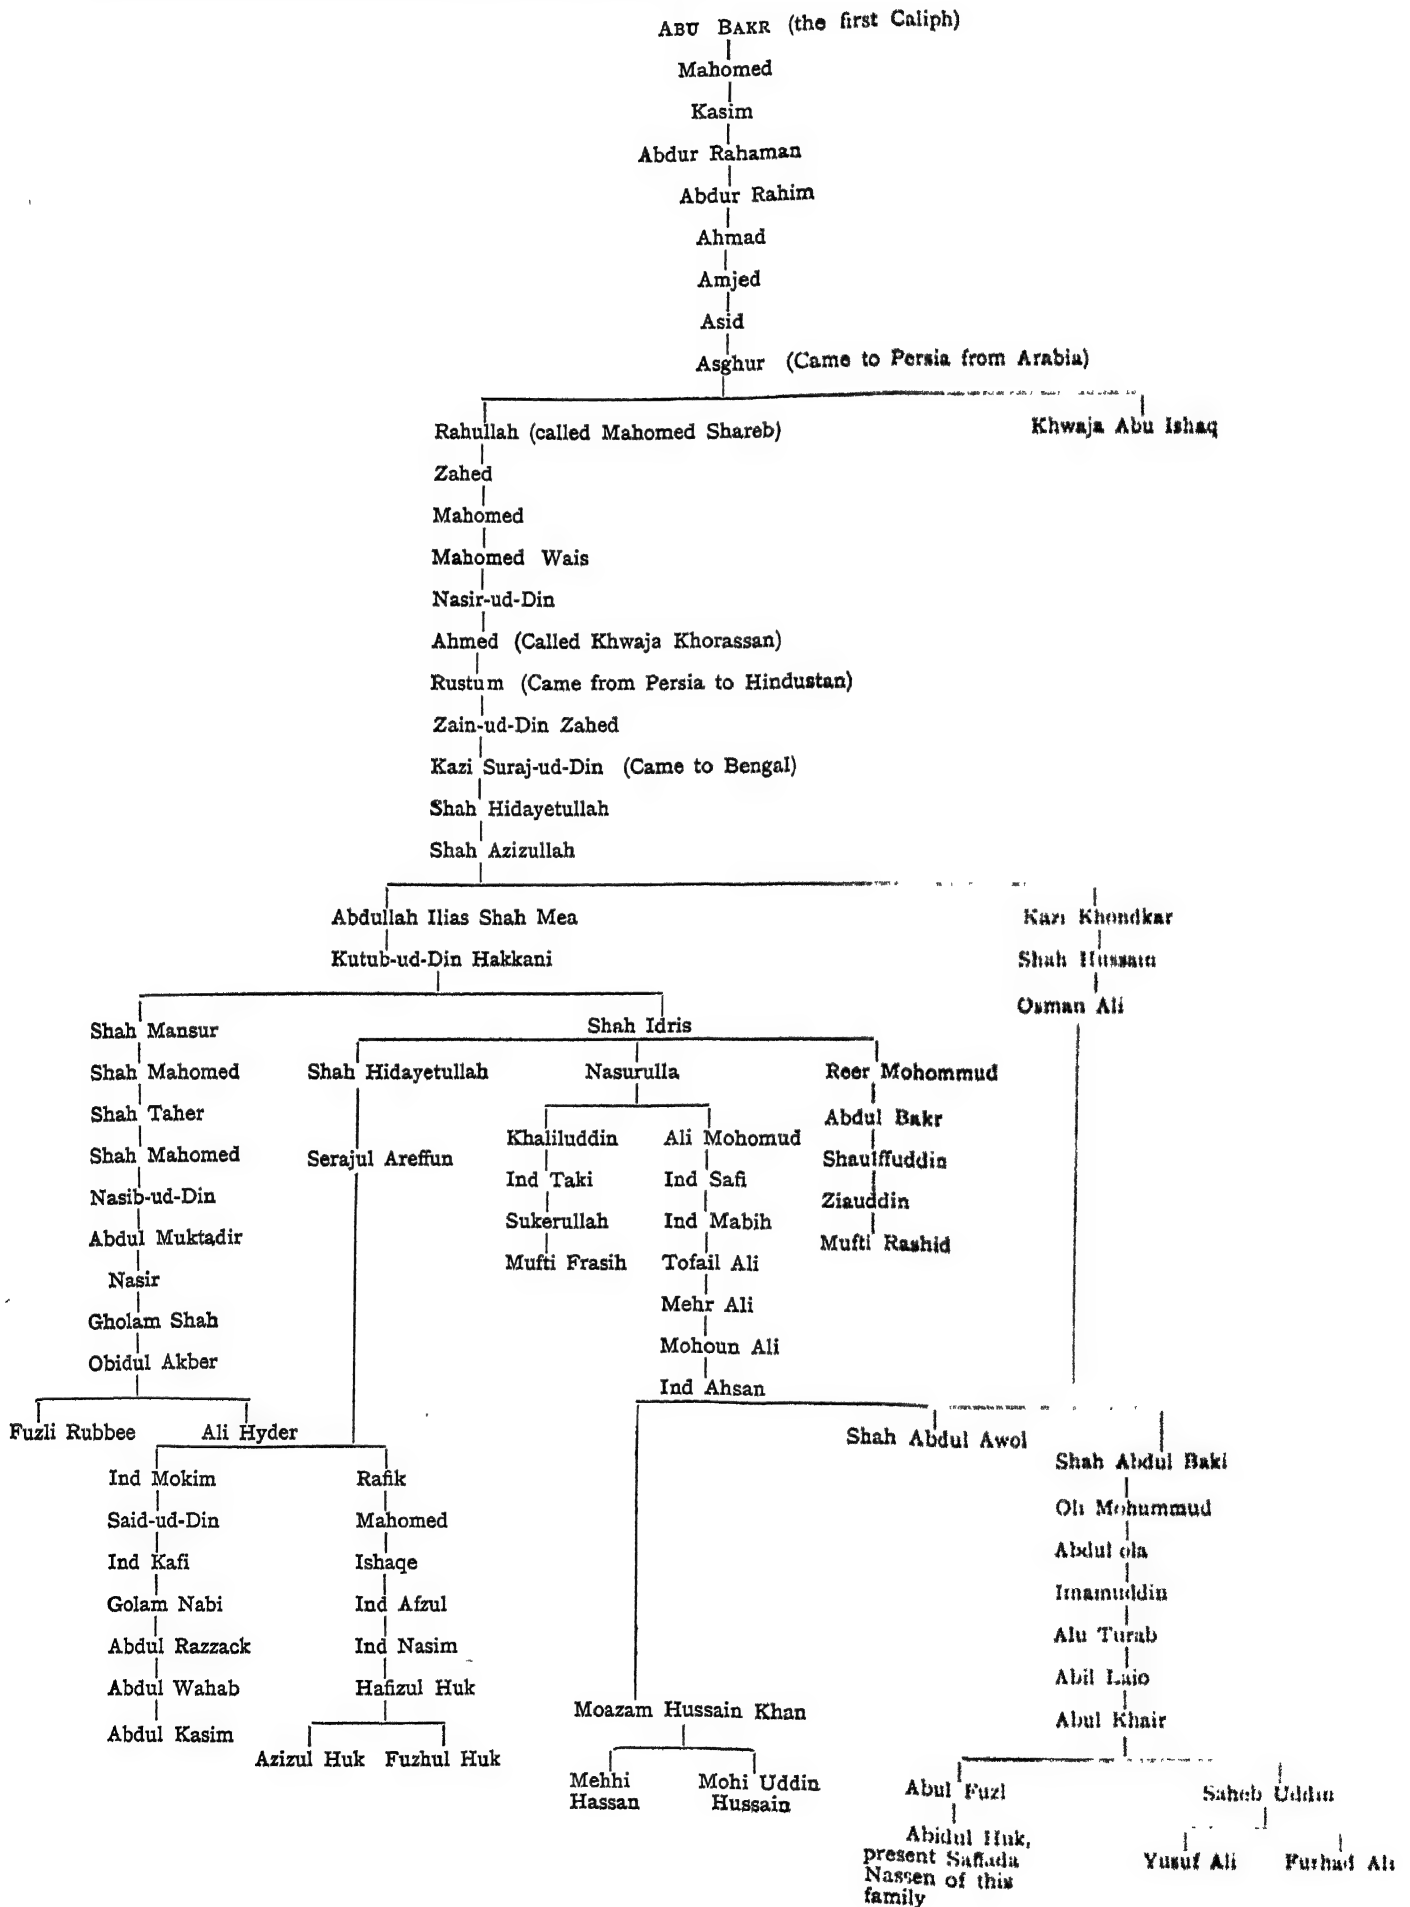 ABU BAKR (the first Caliph)
Mahomed
Kasim
Abdur Rahaman
Abdur Rahim
Ahmad
Amjed
Asid
Asghur (Came to Persia from Arabia)
Rahullah (called Mahomed Shareb)
Khwaja Abu Ishaq
Zahed
Mahomed
Mahomed Wais
Nasir-ud-Din
Ahmed (Called Khwaja Khorassan)
Rustum (Came from Persia to Hindustan)
Zain-ud-Din Zahed
Kazi Suraj-ud-Din (Came to Bengal)
Shah Hidayetullah
Shah Azizullah
Abdullah Ilias Shah Mea
Kutub-ud-Din Hakkani
Kazi Khondkar
Shah Hussain
Osman Ali
Shah Mansur
Shah Mahomed
Shah Taher
Shah Mahomed
Nasib-ud-Din
Abdul Muktadir
Nasir
Gholam Shah
Obidul Akber
Fuzli Rubbee
Ali Hyder
Shah Idris
Shah Hidayetullah
Serajul Areffun
Nasurulla
Khaliluddin
Ind Taki
Sukerullah
Mufti Frasih
Ali Mohomud
Ind Safi
Ind Mabih
Tofail Ali
Mehr Ali
Mohoun Ali
Ind Ahsan
Reer Mohommud
Abdul Bakr
Shaulffuddin
Ziauddin
Mufti Rashid
Ind Mokim
Said-ud-Din
Ind Kafi
Golam Nabi
Abdul Razzack
Abdul Wahab
Abdul Kasim
Rafik
Mahomed
Ishaqe
Ind Afzul
Ind Nasim
Hafizul Huk
Azizul Huk
Fuzhul Huk
Moazam Hussain Khan
Mehhi
Hassan
Mohi Uddin
Hussain
Shah Abdul Awol
Shah Abdul Baki
Oli Mohummud
Abdul ola
Imamuddin
Alu Turab
Abil Laio
Abul Khair
Abul Fuzl
Abidul Huk,
present Saffada
Nassen of this
family
Saheb Uddin
Yusuf Ali
Furhad Ali